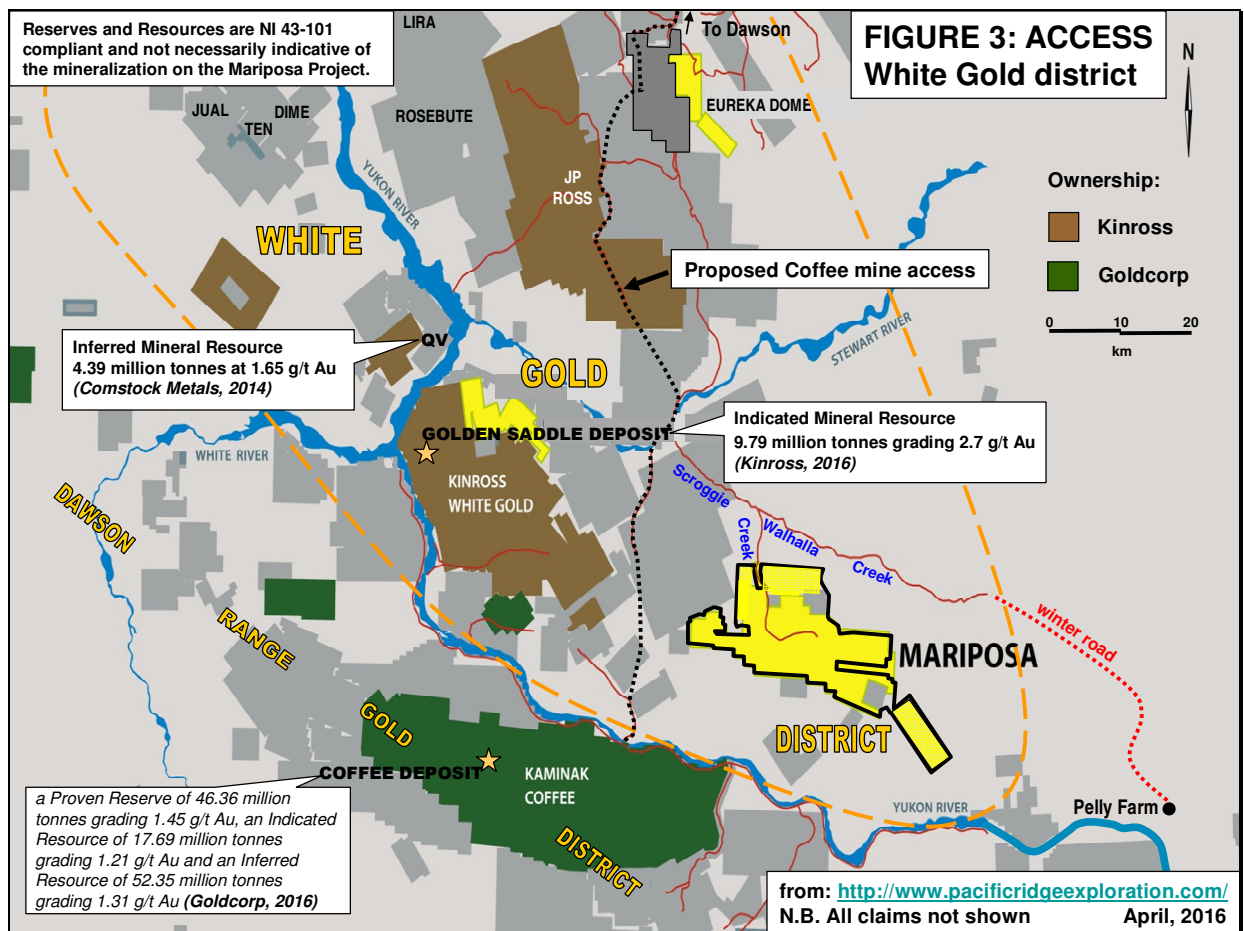 Reserves and Resources are NI 43-101
compliant and not necessarily indicative of
the mineralization on the Mariposa Project.
LIRA
To Dawson
FIGURE 3: ACCESS
White Gold district
N
JUAL
DIME
TEN
ROSEBUTE
EUREKA DOME
YUKON RIVER
JP
ROSS
Ownership:
Kinross
Goldcorp
WHITE
Proposed Coffee mine access
0 10 20
km
STEWART RIVER
QV
Inferred Mineral Resource
4.39 million tonnes at 1.65 g/t Au
(Comstock Metals, 2014)
GOLD
Indicated Mineral Resource
9.79 million tonnes grading 2.7 g/t Au
(Kinross, 2016)
GOLDEN SADDLE DEPOSIT
WHITE RIVER
KINROSS
WHITE GOLD
DAWSON
Scroggie
Creek
Walhalla
Creek
RANGE
winter road
MARIPOSA
GOLD
DISTRICT
COFFEE DEPOSIT
KAMINAK
COFFEE
YUKON RIVER
Pelly Farm
DISTRICT
a Proven Reserve of 46.36 million
tonnes grading 1.45 g/t Au, an Indicated
Resource of 17.69 million tonnes
grading 1.21 g/t Au and an Inferred
Resource of 52.35 million tonnes
grading 1.31 g/t Au (Goldcorp, 2016)
from: http://www.pacificridgeexploration.com/
N.B. All claims not shown April, 2016